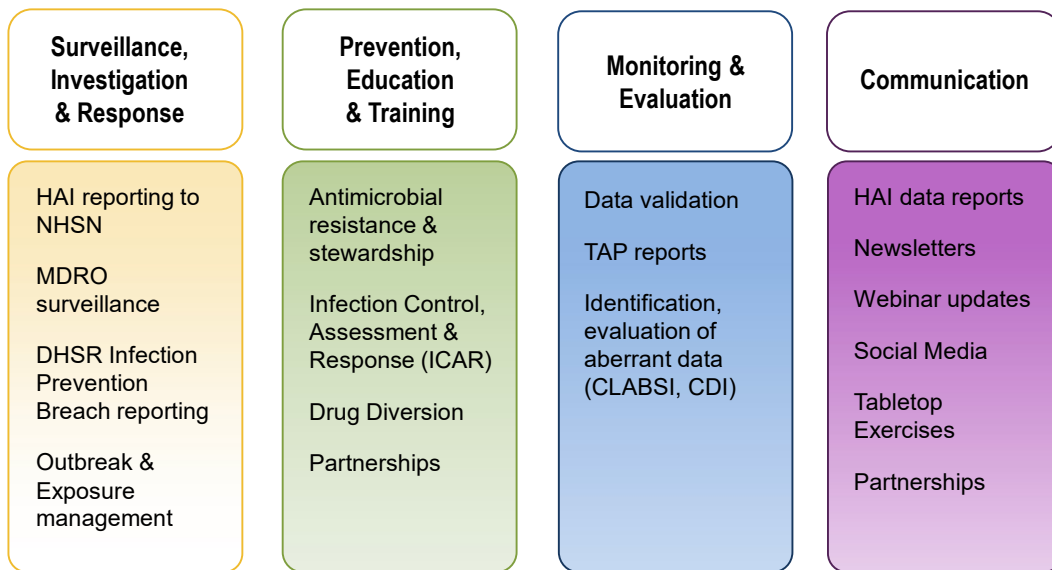 Surveillance,
Investigation
& Response
HAI reporting to
NHSN
MDRO
surveillance
DHSR Infection
Prevention
Breach reporting
Outbreak &
Exposure
management
Prevention,
Education
& Training
Antimicrobial
resistance &
stewardship
Infection Control,
Assessment &
Response (ICAR)
Drug Diversion
Partnerships
Monitoring &
Evaluation
Data validation
TAP reports
Identification,
evaluation of
aberrant data
(CLABSI, CDI)
Communication
HAI data reports
Newsletters
Webinar updates
Social Media
Tabletop
Exercises
Partnerships